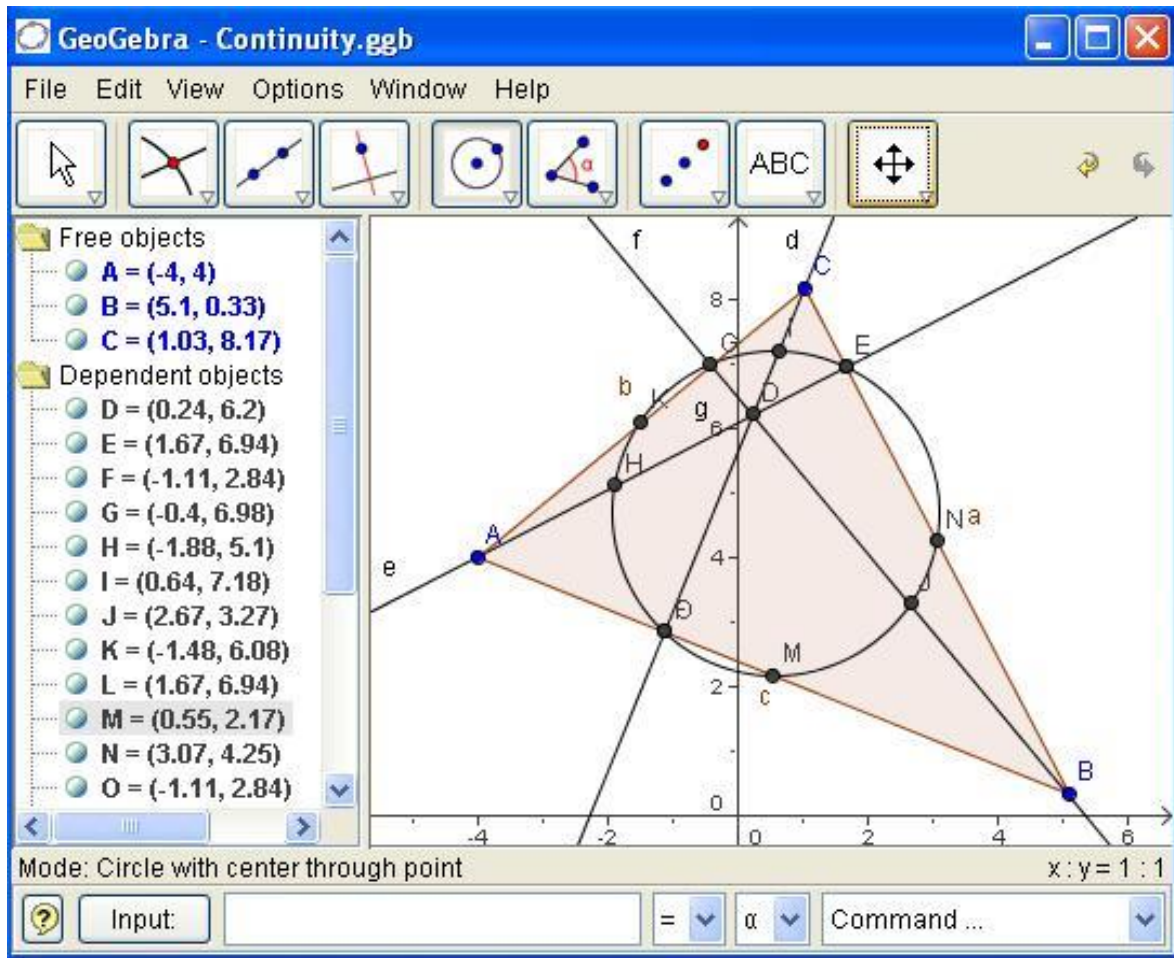 GeoGebra - Continuity.ggb
File Edit View Options Window Help
α ABC
Free objects
A = (-4, 4)
B = (5.1, 0.33)
C = (1.03, 8.17)
Dependent objects
D = (0.24, 6.2)
E = (1.67, 6.94)
F = (-1.11, 2.84)
G = (-0.4, 6.98)
H = (-1.88, 5.1)
I = (0.64, 7.18)
J = (2.67, 3.27)
K = (-1.48, 6.08)
L = (1.67, 6.94)
M = (0.55, 2.17)
N = (3.07, 4.25)
O = (-1.11, 2.84)
f d
C
8
G I E
b K g D
6
H
A N a
4
e
J
M
2
c
B
0
-4 -2 0 2 4 6
Mode: Circle with center through point x : y = 1 : 1
? Input: = α Command ...